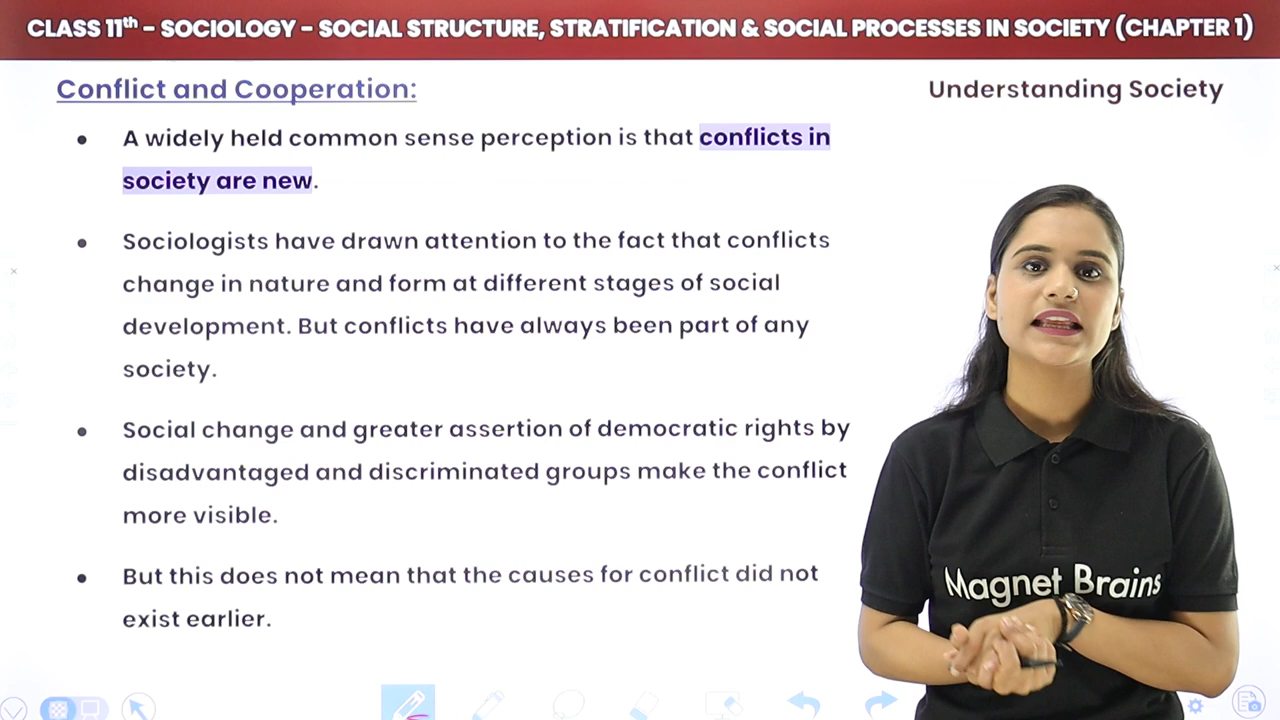 CLASS 11th - SOCIOLOGY - SOCIAL STRUCTURE, STRATIFICATION & SOCIAL PROCESSES IN SOCIETY (CHAPTER 1)
Conflict and Cooperation:
Understanding Society
• A widely held common sense perception is that conflicts in
society are new.
• Sociologists have drawn attention to the fact that conflicts
change in nature and form at different stages of social
development. But conflicts have always been part of any
society.
• Social change and greater assertion of democratic rights by
disadvantaged and discriminated groups make the conflict
more visible.
• But this does not mean that the causes for conflict did not
exist earlier.
Magnet Brains